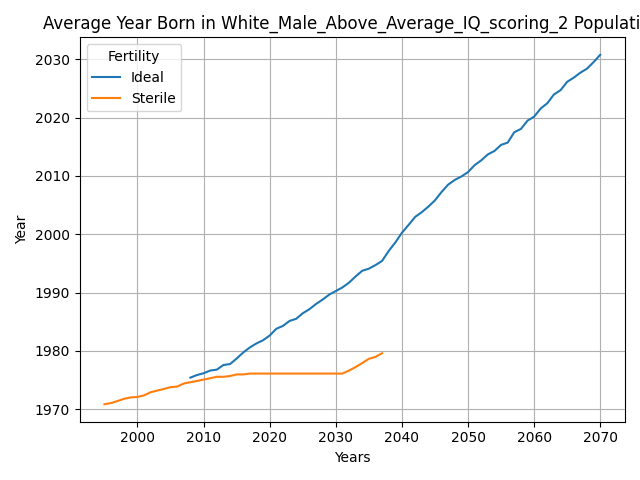 Average Year Born in White_Male_Above_Average_IQ_scoring_2 Populati
Fertility
Ideal
Sterile
2030
2020
2010
2000
1990
1980
1970
Year
2000 2010 2020 2030 2040 2050 2060 2070
Years